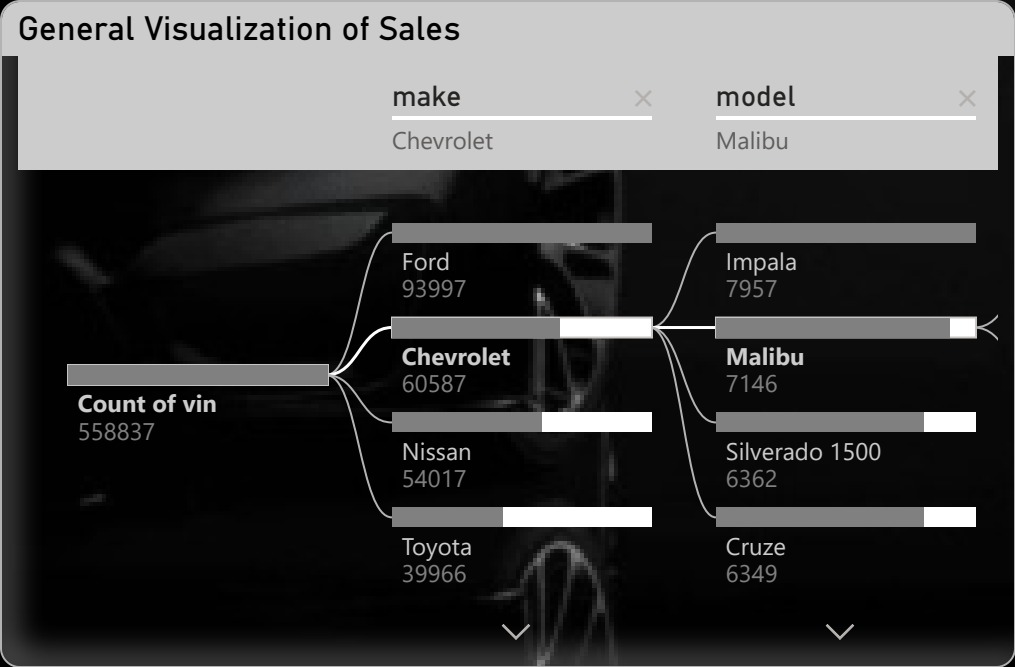 General Visualization of Sales
make
model
Chevrolet
Malibu
Count of vin
558837
Ford
93997
Chevrolet
60587
Nissan
54017
Toyota
39966
Impala
7957
Malibu
7146
Silverado 1500
6362
Cruze
6349